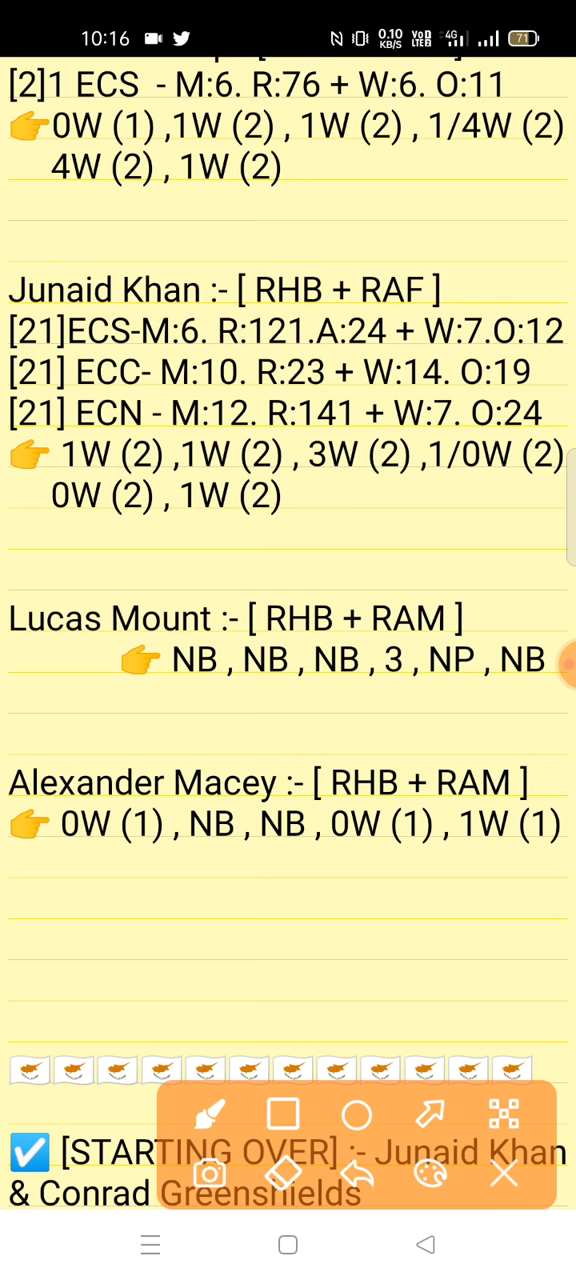 10:16 0.10 KB/S VoD LTE2 4G 71
[2]1 ECS - M:6. R:76 + W:6. O:11
👉0W (1) ,1W (2) , 1W (2) , 1/4W (2)
4W (2) , 1W (2)
Junaid Khan :- [ RHB + RAF ]
[21]ECS-M:6. R:121.A:24 + W:7.O:12
[21] ECC- M:10. R:23 + W:14. O:19
[21] ECN - M:12. R:141 + W:7. O:24
👉 1W (2) ,1W (2) , 3W (2) ,1/0W (2)
0W (2) , 1W (2)
Lucas Mount :- [ RHB + RAM ]
👉 NB , NB , NB , 3 , NP , NB
Alexander Macey :- [ RHB + RAM ]
👉 0W (1) , NB , NB , 0W (1) , 1W (1)
🇨🇾🇨🇾🇨🇾🇨🇾🇨🇾🇨🇾🇨🇾🇨🇾🇨🇾🇨🇾🇨🇾🇨🇾
☑️ [STARTING OVER] :- Junaid Khan
& Conrad Greenshields